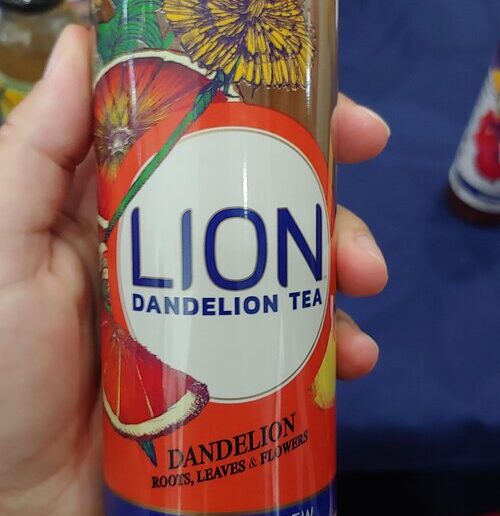 LION
DANDELION TEA
DANDELION
ROOTS, LEAVES & FLOWERS